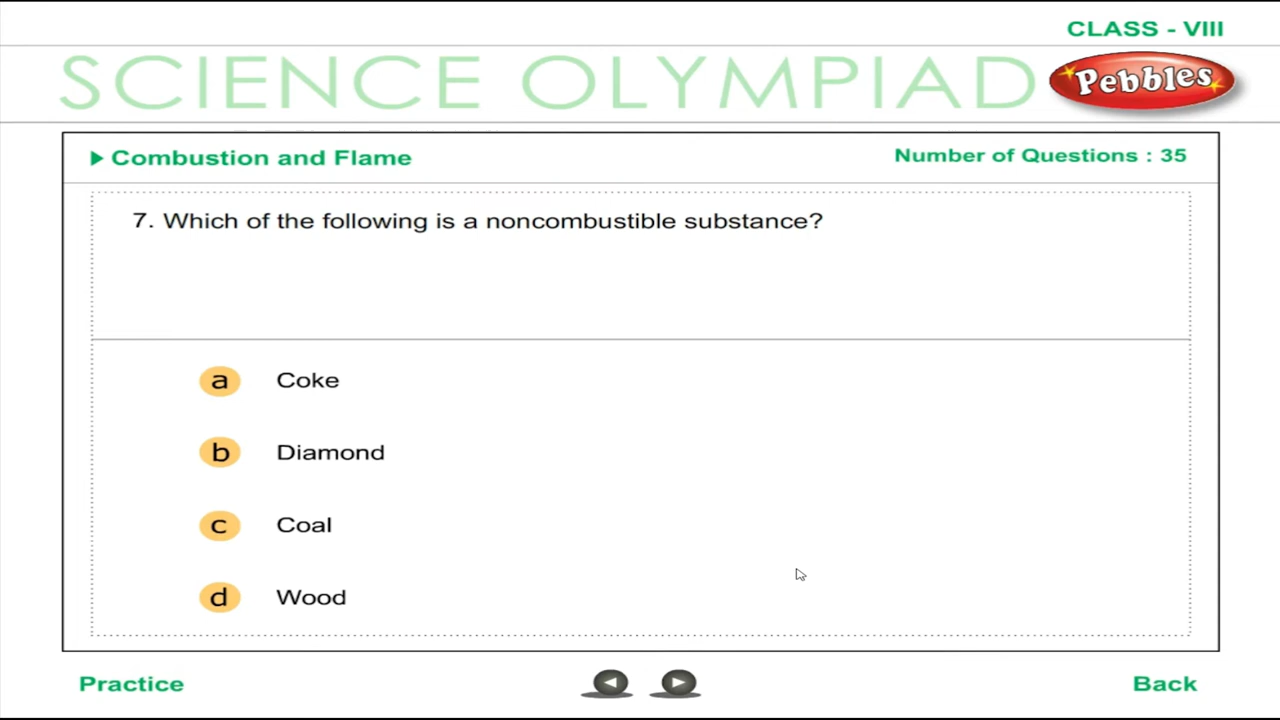 CLASS - VIII
SCIENCE OLYMPIAD
Pebbles
Combustion and Flame
Number of Questions : 35
7. Which of the following is a noncombustible substance?
a Coke
b Diamond
c Coal
d Wood
Practice
Back